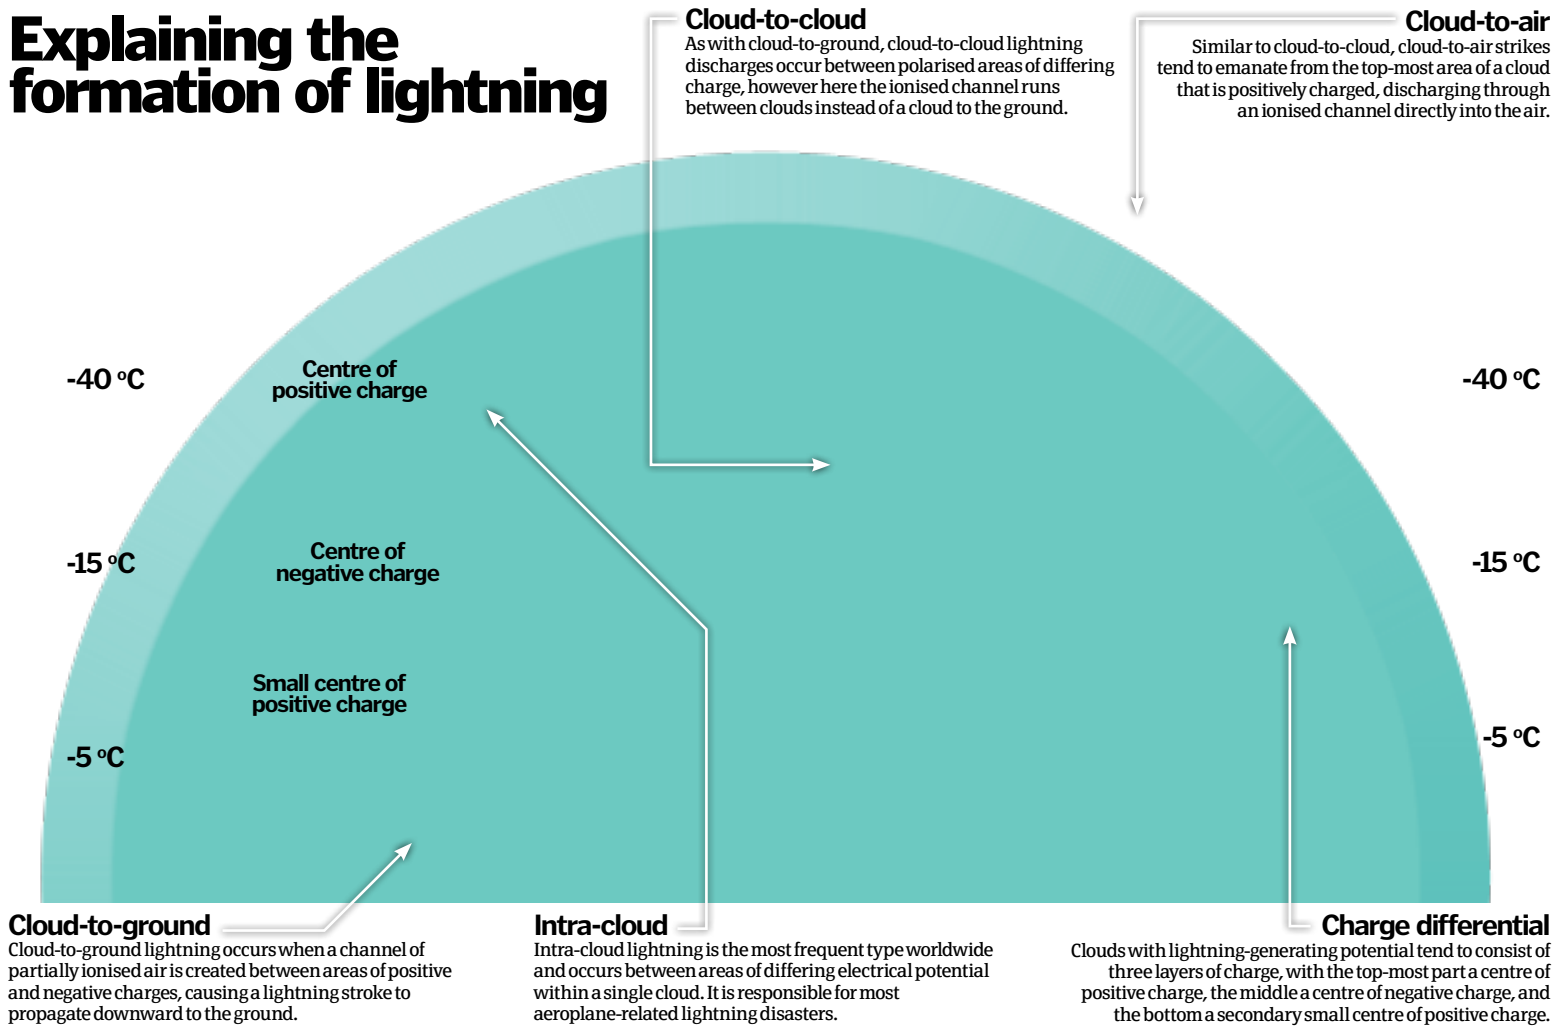 Explaining the
formation of lightning
Cloud-to-cloud
As with cloud-to-ground, cloud-to-cloud lightning
discharges occur between polarised areas of differing
charge, however here the ionised channel runs
between clouds instead of a cloud to the ground.
Cloud-to-air
Similar to cloud-to-cloud, cloud-to-air strikes
tend to emanate from the top-most area of a cloud
that is positively charged, discharging through
an ionised channel directly into the air.
-40 ºC
Centre of
positive charge
-40 ºC
-15 ºC
Centre of
negative charge
-15 ºC
Small centre of
positive charge
-5 ºC
-5 ºC
Cloud-to-ground
Cloud-to-ground lightning occurs when a channel of
partially ionised air is created between areas of positive
and negative charges, causing a lightning stroke to
propagate downward to the ground.
Intra-cloud
Intra-cloud lightning is the most frequent type worldwide
and occurs between areas of differing electrical potential
within a single cloud. It is responsible for most
aeroplane-related lightning disasters.
Charge differential
Clouds with lightning-generating potential tend to consist of
three layers of charge, with the top-most part a centre of
positive charge, the middle a centre of negative charge, and
the bottom a secondary small centre of positive charge.